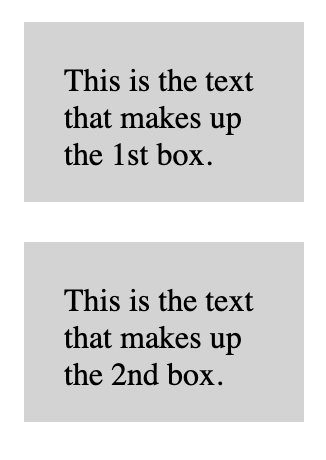 This is the text
that makes up
the 1st box.
This is the text
that makes up
the 2nd box.